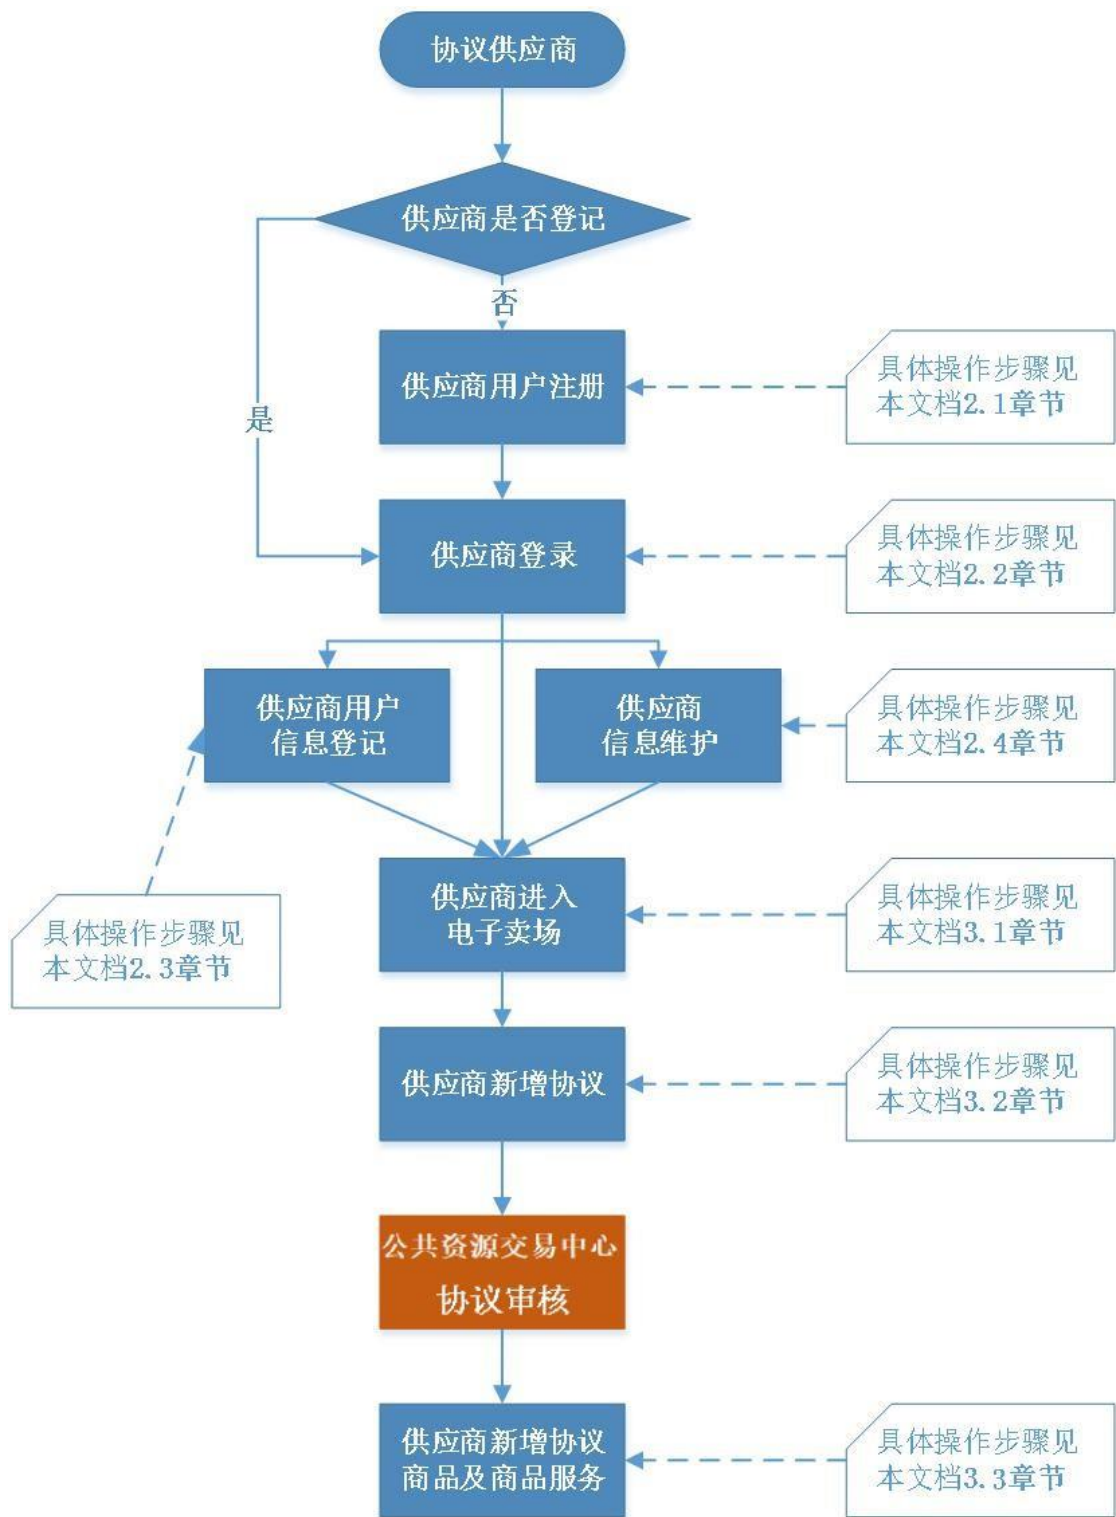 协议供应商
供应商是否登记
否
是
供应商用户注册
具体操作步骤见
本文档2.1章节
供应商登录
具体操作步骤见
本文档2.2章节
供应商用户
信息登记
供应商
信息维护
具体操作步骤见
本文档2.4章节
具体操作步骤见
本文档2.3章节
供应商进入
电子卖场
具体操作步骤见
本文档3.1章节
供应商新增协议
具体操作步骤见
本文档3.2章节
公共资源交易中心
协议审核
供应商新增协议
商品及商品服务
具体操作步骤见
本文档3.3章节